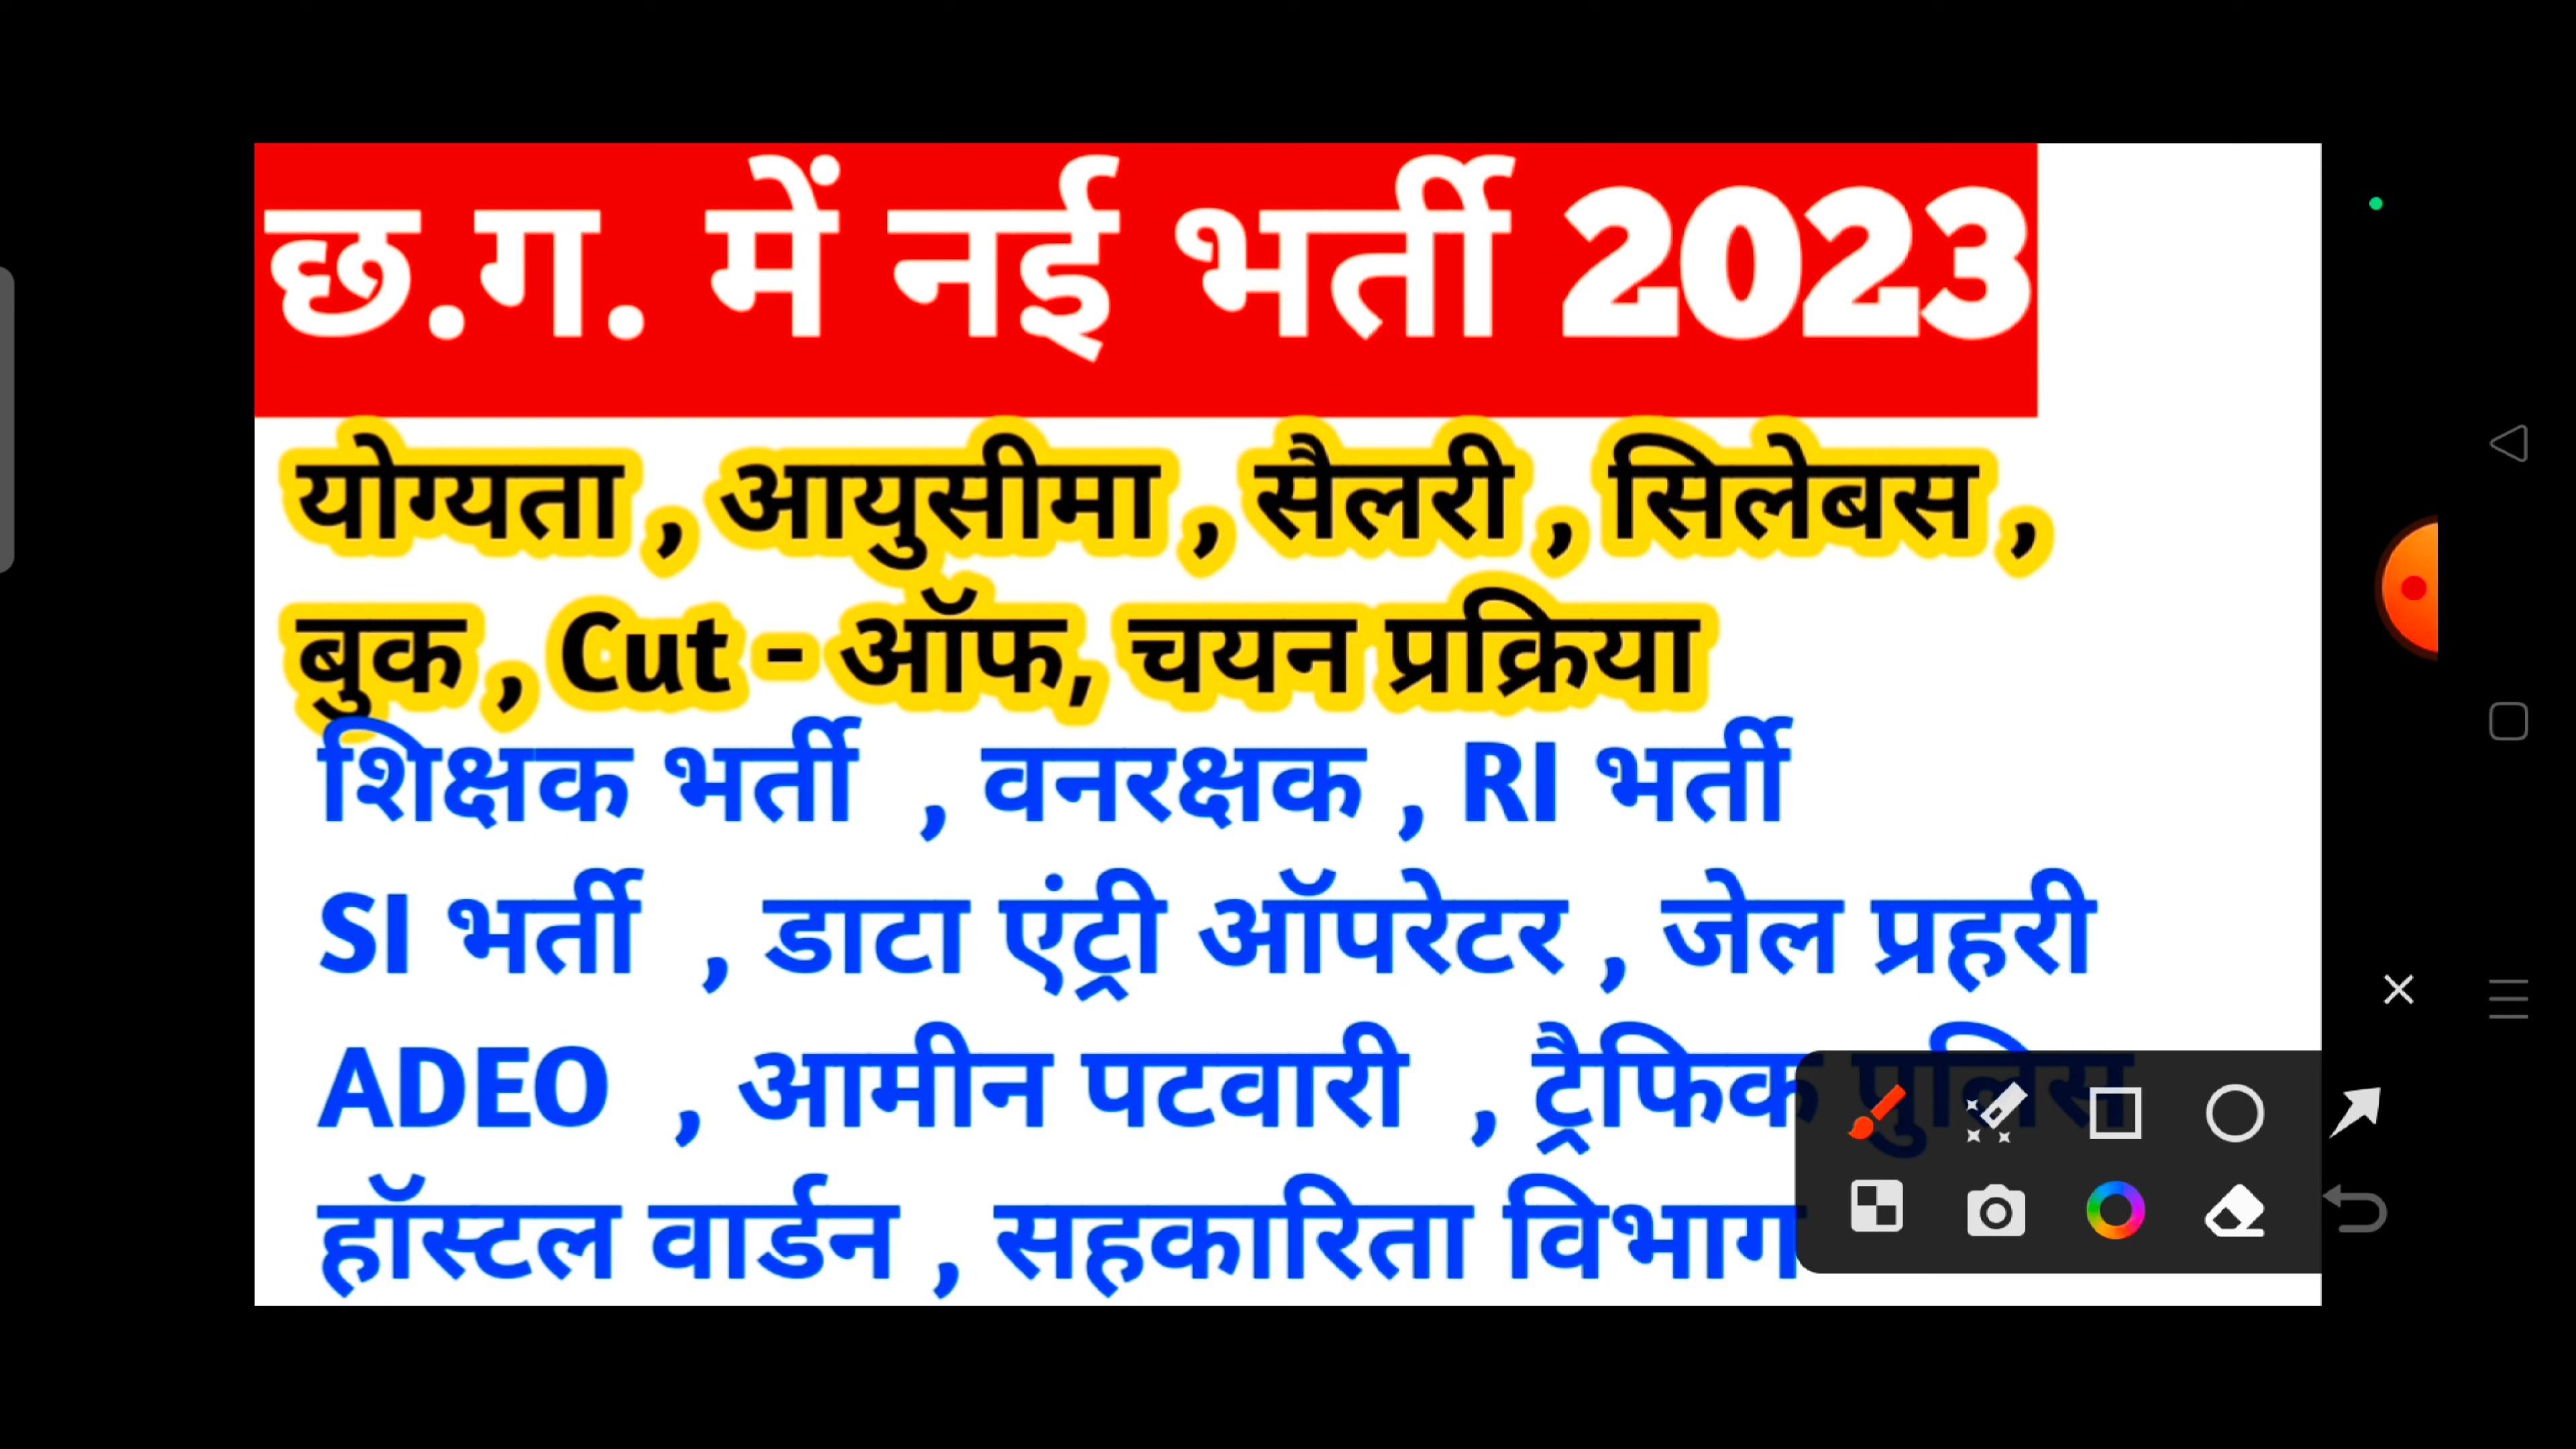 छ.ग. में नई भर्ती 2023
योग्यता , आयुसीमा , सैलरी , सिलेबस ,
बुक , Cut - ऑफ, चयन प्रक्रिया
शिक्षक भर्ती , वनरक्षक , RI भर्ती
SI भर्ती , डाटा एंट्री ऑपरेटर , जेल प्रहरी
ADEO , आमीन पटवारी , ट्रैफिक पुलिस
हॉस्टल वार्डन , सहकारिता विभाग